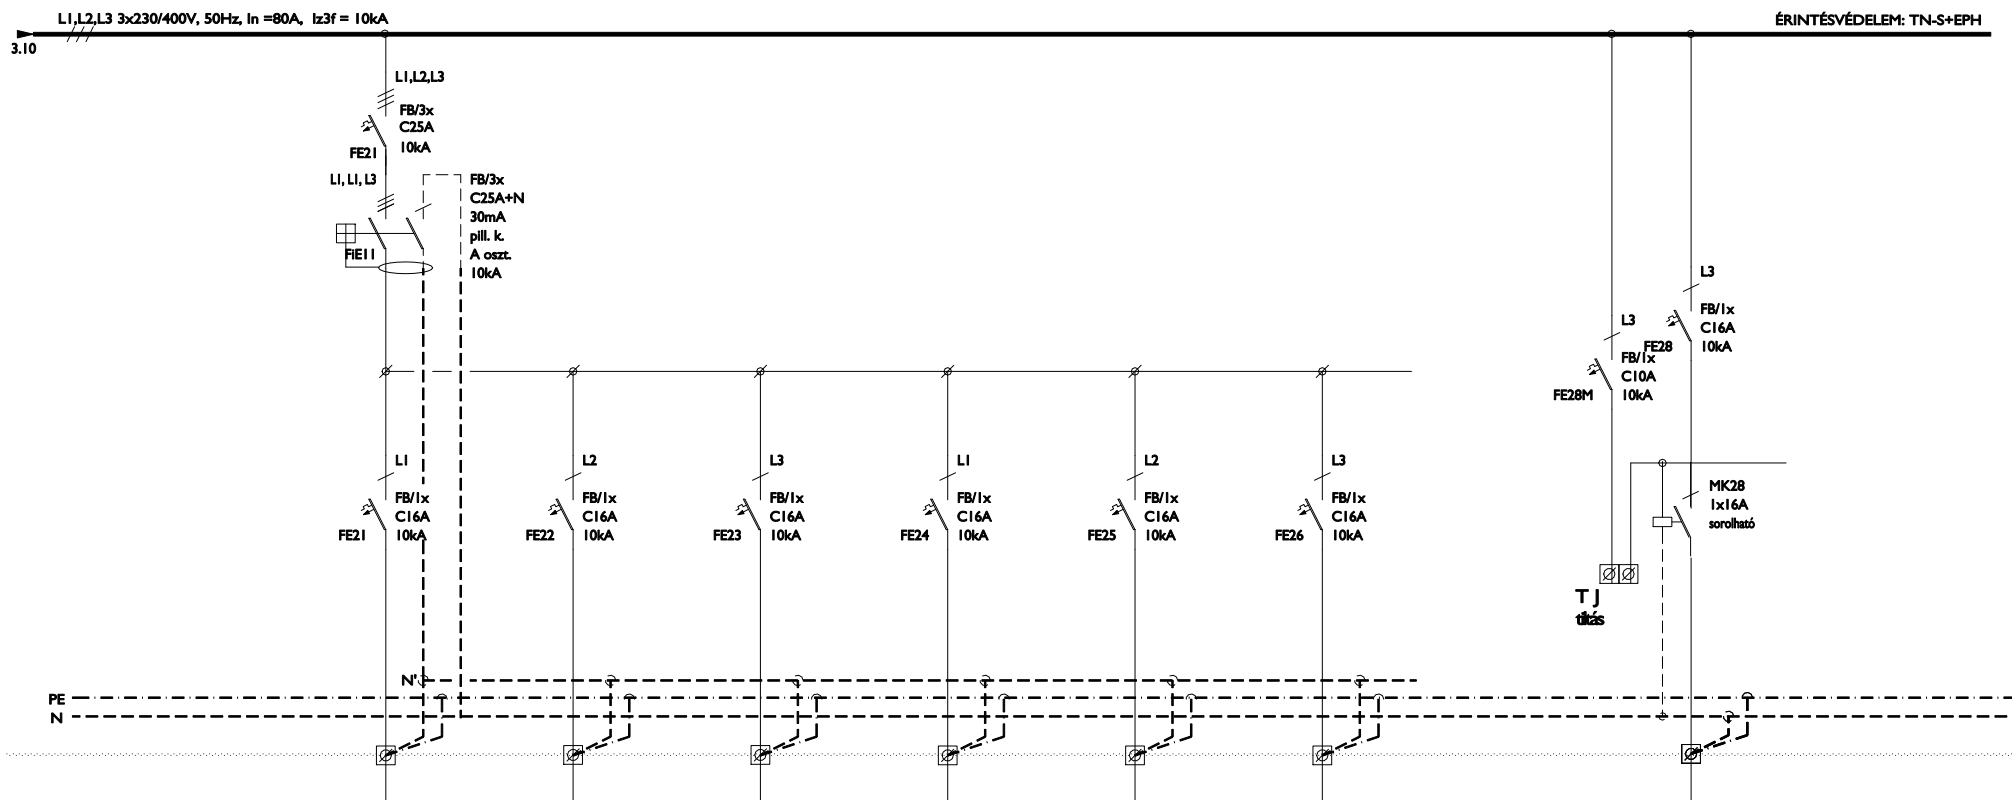 L1,L2,L3 3x230/400V, 50Hz, In =80A, Iz3f = 10kA
ÉRINTÉSVÉDELEM: TN-S+EPH
3.10
L1,L2,L3
FB/3x
C25A
10kA
FE21
L1, L1, L3
FB/3x
C25A+N
30mA
pill. k.
A oszt.
10kA
FiE11
L3
FB/1x
C16A
10kA
FE28
L3
FB/1x
C10A
10kA
FE28M
L1
FB/1x
C16A
10kA
FE21
L2
FB/1x
C16A
10kA
FE22
L3
FB/1x
C16A
10kA
FE23
L1
FB/1x
C16A
10kA
FE24
L2
FB/1x
C16A
10kA
FE25
L3
FB/1x
C16A
10kA
FE26
MK28
1x16A
sorolható
T J
N'
PE
N